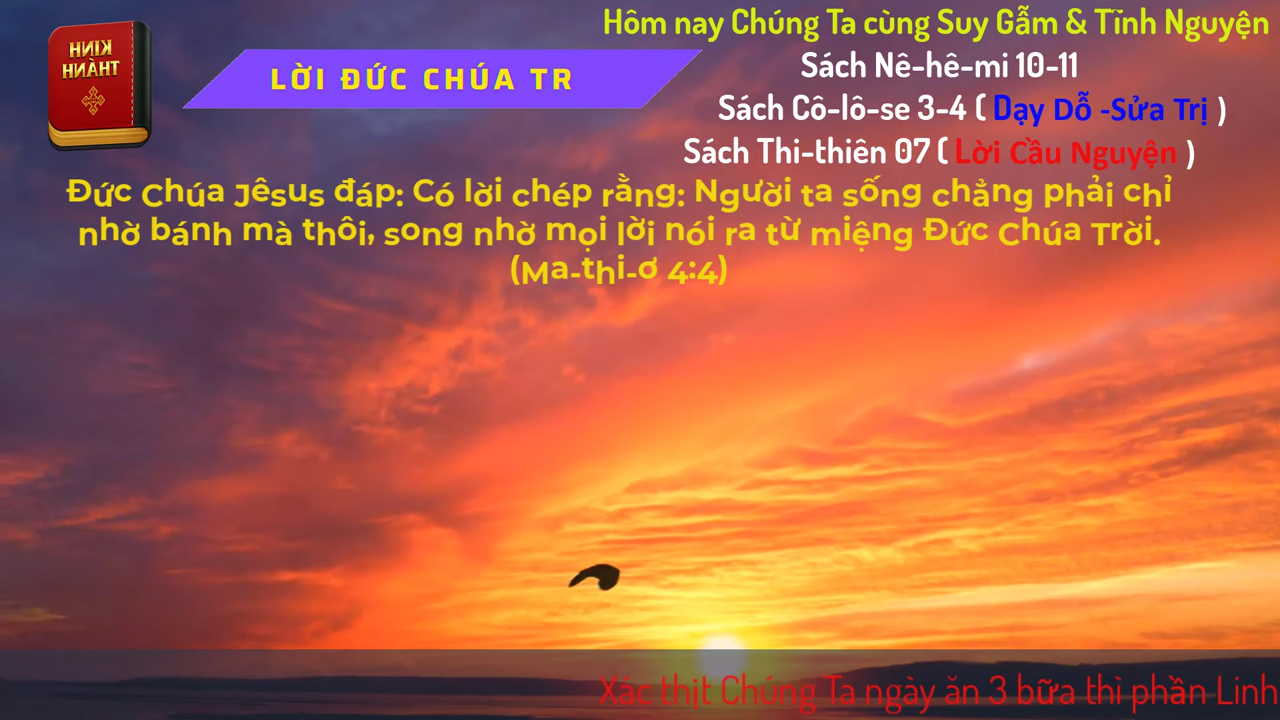 KINH
THÀNH
LỜI ĐỨC CHÚA TR
Hôm nay Chúng Ta cùng Suy Gẫm & Tĩnh Nguyện
Sách Nê-hê-mi 10-11
Sách Cô-lô-se 3-4 ( Dạy Dỗ -Sửa Trị )
Sách Thi-thiên 07 ( Lời Cầu Nguyện )
Đức Chúa Jêsus đáp: Có lời chép rằng: Người ta sống chẳng phải chỉ
nhờ bánh mà thôi, song nhờ mọi lời nói ra từ miệng Đức Chúa Trời.
(Ma-thi-ơ 4:4)
Xác thịt Chúng Ta ngày ăn 3 bữa thì phần Linh